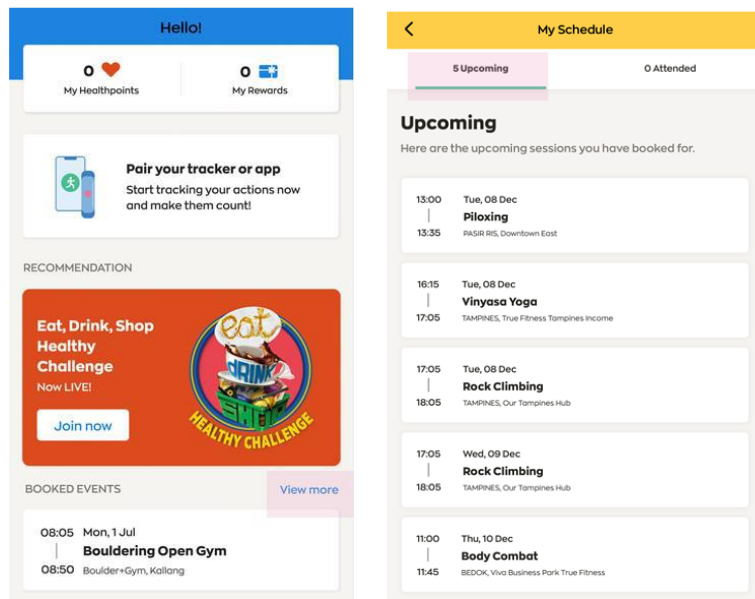 Hello!
0
0
My Healthpoints
My Rewards
Pair your tracker or app
Start tracking your actions now
and make them count!
RECOMMENDATION
Eat, Drink, Shop
Healthy
Challenge
Now LIVE!
Join now
eat
DRINK
SHOP
HEALTHY CHALLENGE
BOOKED EVENTS
View more
08:05 Mon, 1 Jul
Bouldering Open Gym
08:50 Boulder+Gym, Kallang
My Schedule
5 Upcoming
0 Attended
Upcoming
Here are the upcoming sessions you have booked for.
13:00 Tue, 08 Dec
Piloxing
13:35 PASIR RIS, Downtown East
16:15 Tue, 08 Dec
Vinyasa Yoga
17:05 TAMPINES, True Fitness Tampines Income
17:05 Tue, 08 Dec
Rock Climbing
18:05 TAMPINES, Our Tampines Hub
17:05 Wed, 09 Dec
Rock Climbing
18:05 TAMPINES, Our Tampines Hub
11:00 Thu, 10 Dec
Body Combat
11:45 BEDOK, Viva Business Park True Fitness